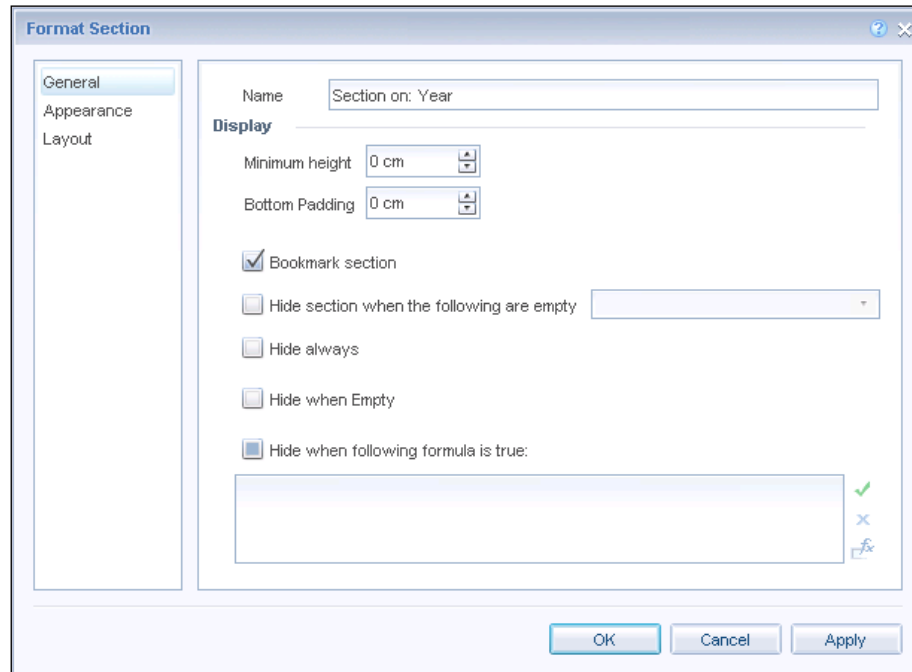 Format Section
?
General
Appearance
Layout
Name Section on: Year
Display
Minimum height 0 cm
Bottom Padding 0 cm
Bookmark section
Hide section when the following are empty
Hide always
Hide when Empty
Hide when following formula is true:
fx
OK Cancel Apply